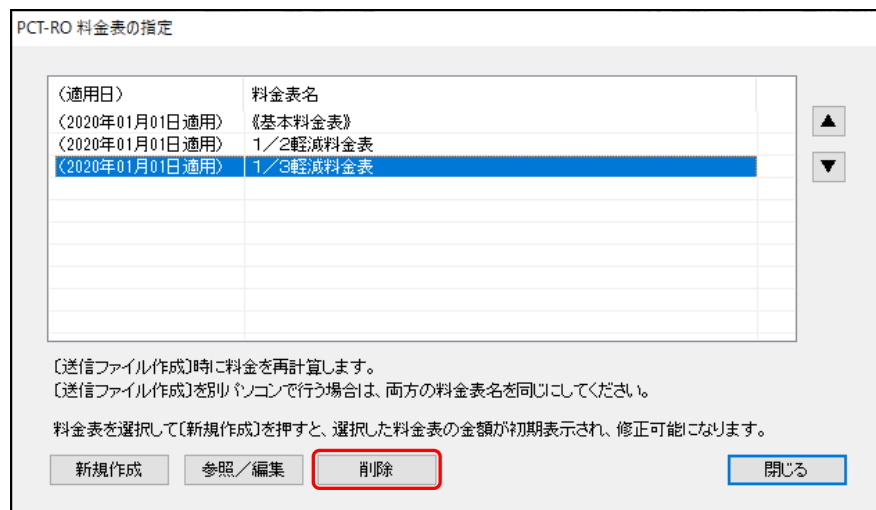 PCT-RO 料金表の指定
(適用日) 料金表名
(2020年01月01日適用) 《基本料金表》
(2020年01月01日適用) 1/2軽減料金表
(2020年01月01日適用) 1/3軽減料金表
▲
▼
〔送信ファイル作成〕時に料金を再計算します。
〔送信ファイル作成〕を別パソコンで行う場合は、両方の料金表名を同じにしてください。
料金表を選択して〔新規作成〕を押すと、選択した料金表の金額が初期表示され、修正可能になります。
新規作成 参照/編集 削除 閉じる